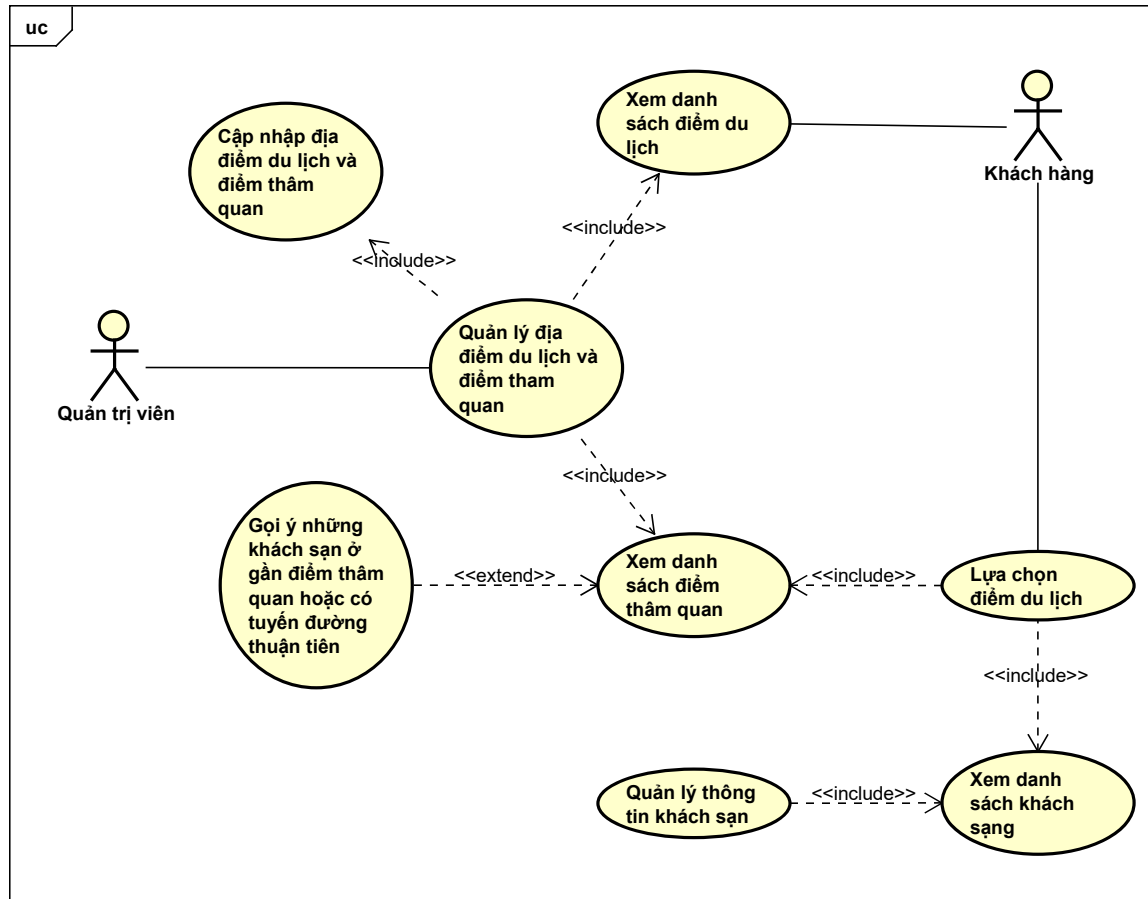 uc
Cập nhập địa
điểm du lịch và
điểm thâm
quan
Xem danh
sách điểm du
lịch
Khách hàng
<<include>>
<<include>>
Quản lý địa
điểm du lịch và
điểm tham
quan
Quản trị viên
<<include>>
Gọi ý những
khách sạn ở
gần điểm thâm
quan hoặc có
tuyến đường
thuận tiên
<<extend>>
Xem danh
sách điểm
thâm quan
<<include>>
Lựa chọn
điểm du lịch
<<include>>
Quản lý thông
tin khách sạn
<<include>>
Xem danh
sách khách
sạng